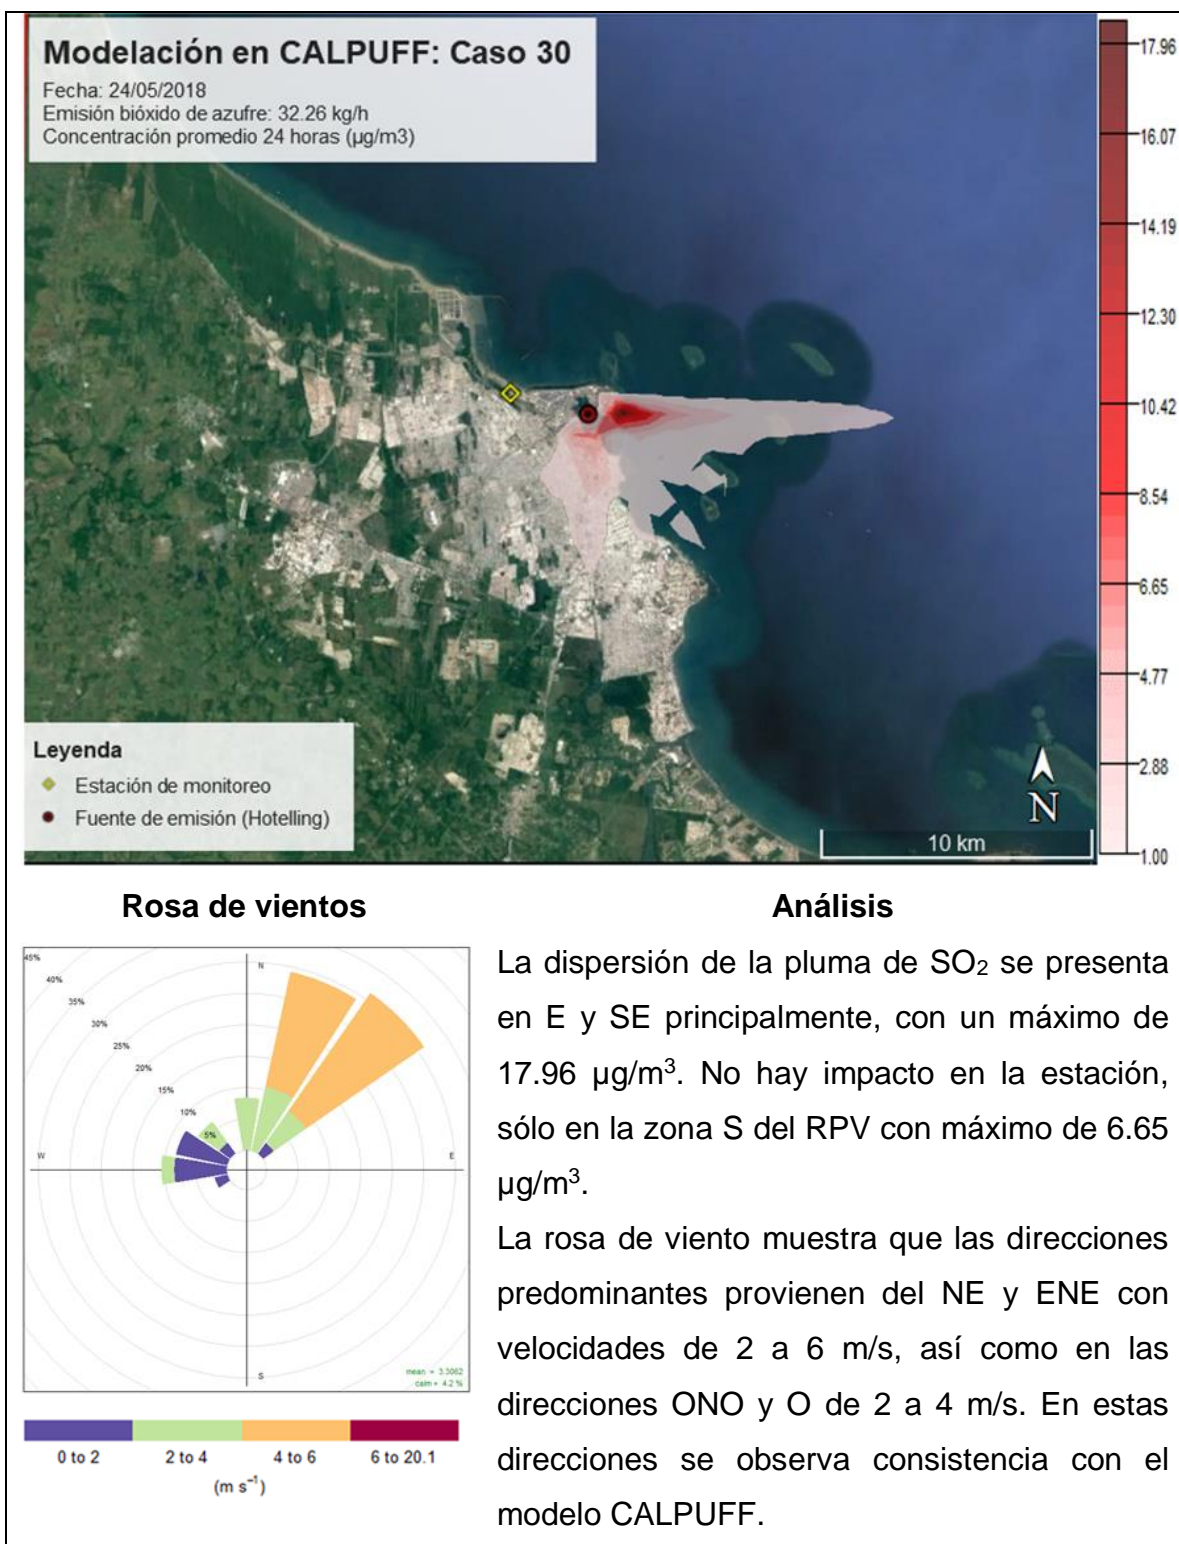 Modelación en CALPUFF: Caso 30
Fecha: 24/05/2018
Emisión bióxido de azufre: 32.26 kg/h
Concentración promedio 24 horas (µg/m3)
17.96
16.07
14.19
12.30
10.42
8.54
6.65
4.77
2.88
1.00
Leyenda
Estación de monitoreo
Fuente de emisión (Hotelling)
N
10 km
Rosa de vientos
45%
40%
35%
30%
25%
20%
15%
10%
5%
N
W
E
S
mean = 3.3062
calm = 4.2 %
0 to 2
2 to 4
4 to 6
6 to 20.1
(m s⁻¹)
Análisis
La dispersión de la pluma de SO₂ se presenta
en E y SE principalmente, con un máximo de
17.96 µg/m³. No hay impacto en la estación,
sólo en la zona S del RPV con máximo de 6.65
µg/m³.
La rosa de viento muestra que las direcciones
predominantes provienen del NE y ENE con
velocidades de 2 a 6 m/s, así como en las
direcciones ONO y O de 2 a 4 m/s. En estas
direcciones se observa consistencia con el
modelo CALPUFF.